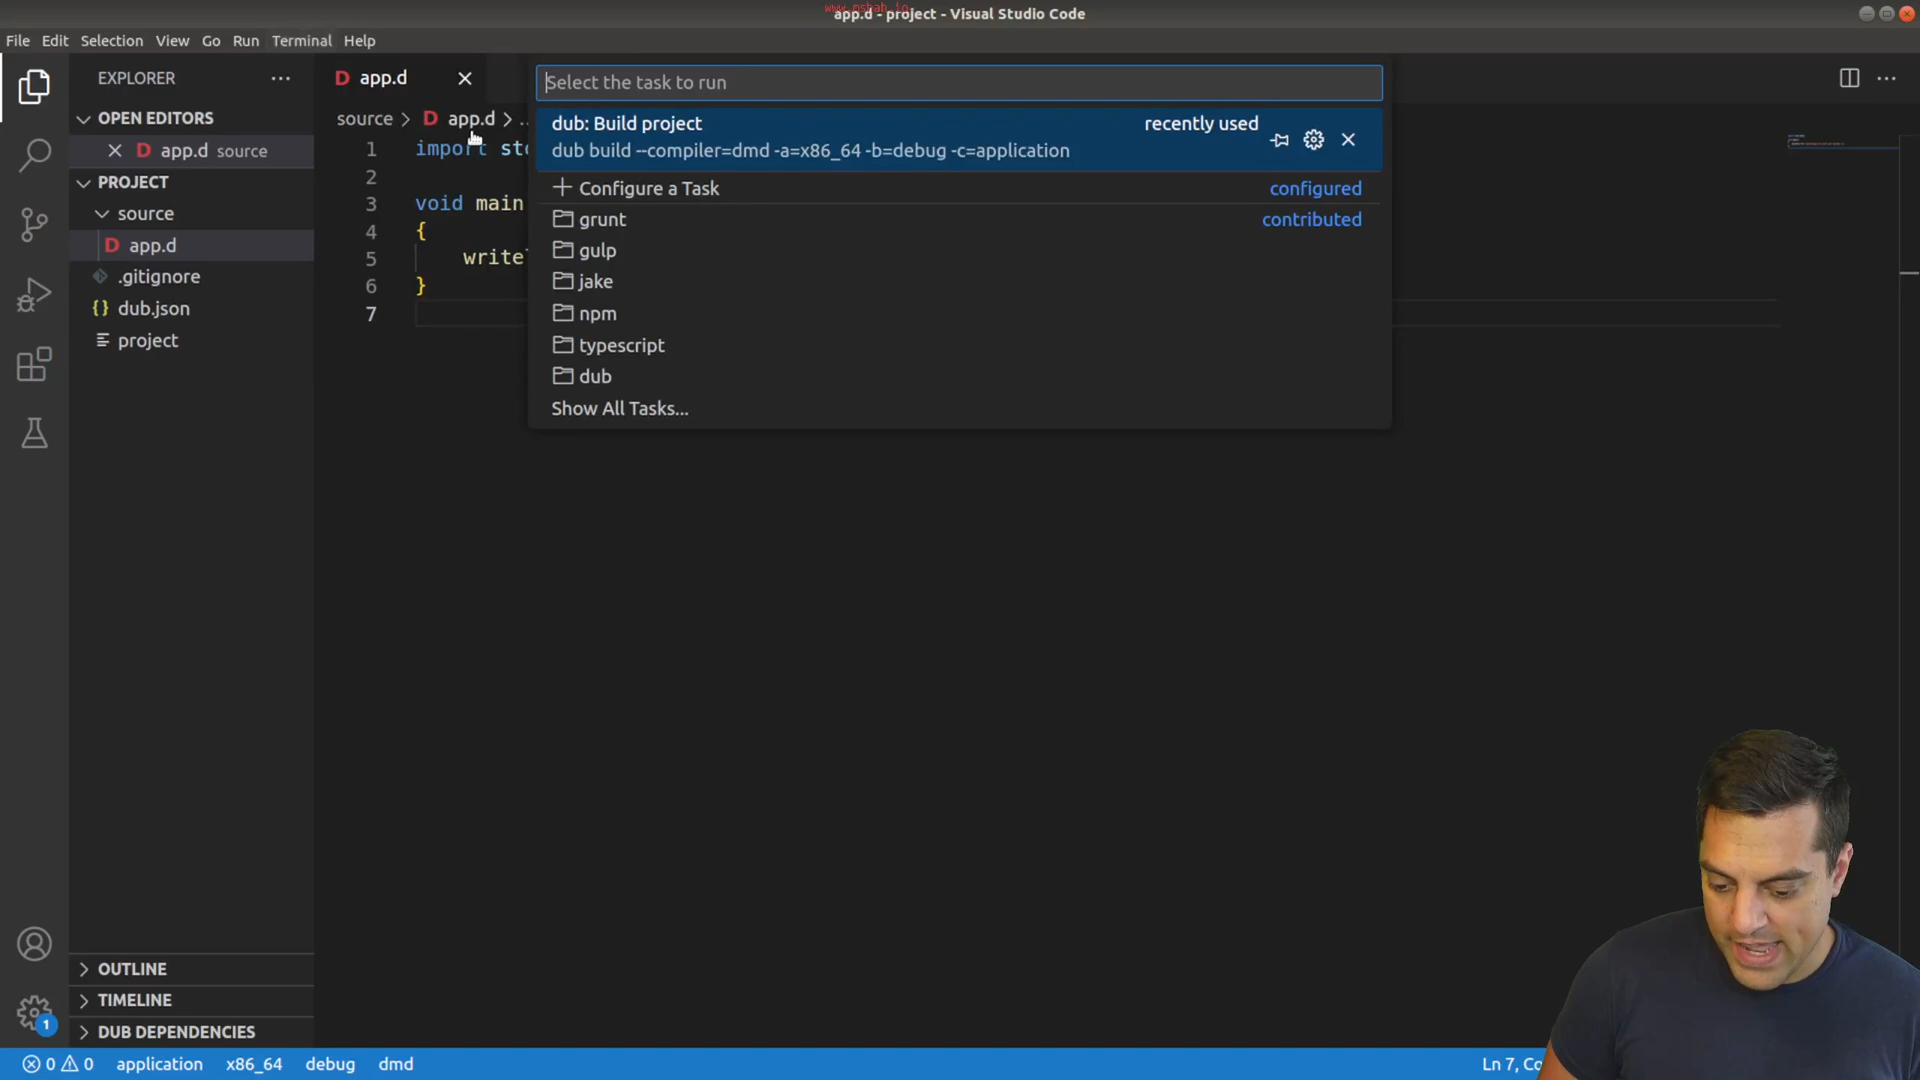 www.mshah.io
app.d - project - Visual Studio Code
File Edit Selection View Go Run Terminal Help
EXPLORER
OPEN EDITORS
app.d source
PROJECT
source
app.d
.gitignore
dub.json
project
OUTLINE
TIMELINE
DUB DEPENDENCIES
app.d
source > app.d > ..
1 import
2
3 void main
4 {
5 write
6 }
7
Select the task to run
dub: Build project recently used
dub build --compiler=dmd -a=x86_64 -b=debug -c=application
Configure a Task configured
grunt contributed
gulp
jake
npm
typescript
dub
Show All Tasks...
1
0 0 application x86_64 debug dmd
Ln 7,